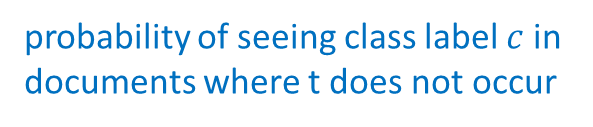 probability of seeing class label 𝑐 in
documents where t does not occur